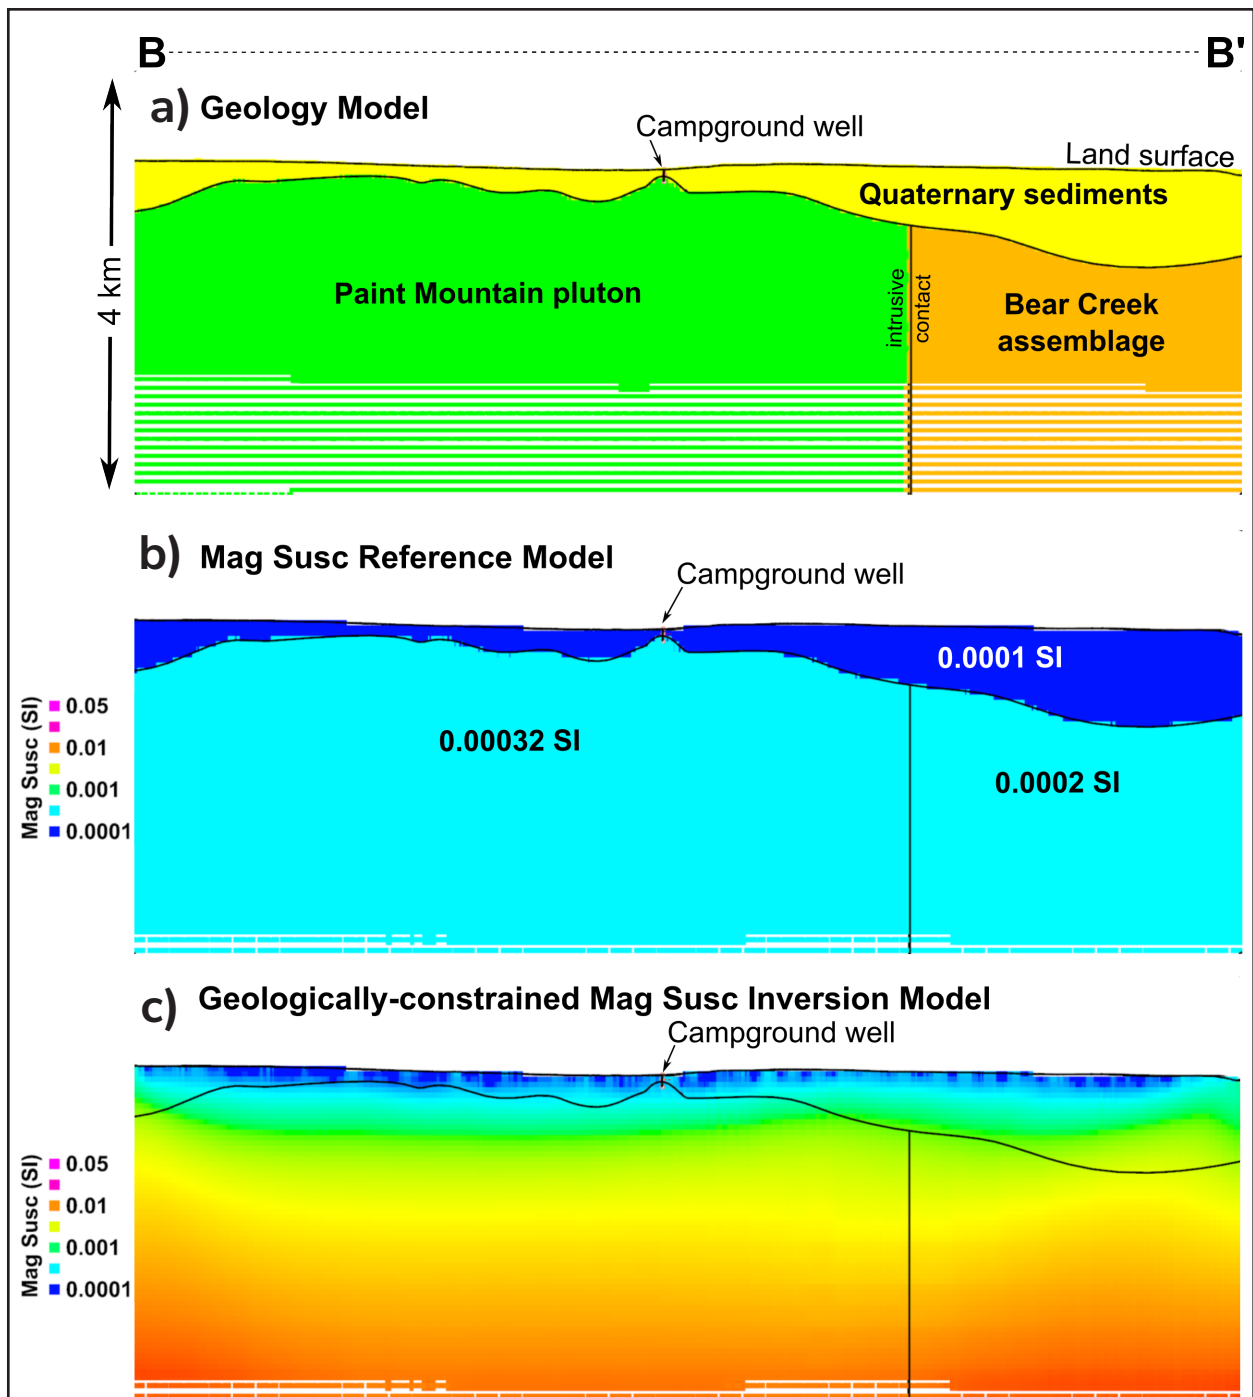 B B'
a) Geology Model
Campground well
Land surface
Quaternary sediments
4 km
Paint Mountain pluton
intrusive
contact
Bear Creek
assemblage
b) Mag Susc Reference Model
Campground well
0.0001 SI
Mag Susc (SI)
0.05
0.01
0.001
0.0001
0.00032 SI
0.0002 SI
c) Geologically-constrained Mag Susc Inversion Model
Campground well
Mag Susc (SI)
0.05
0.01
0.001
0.0001